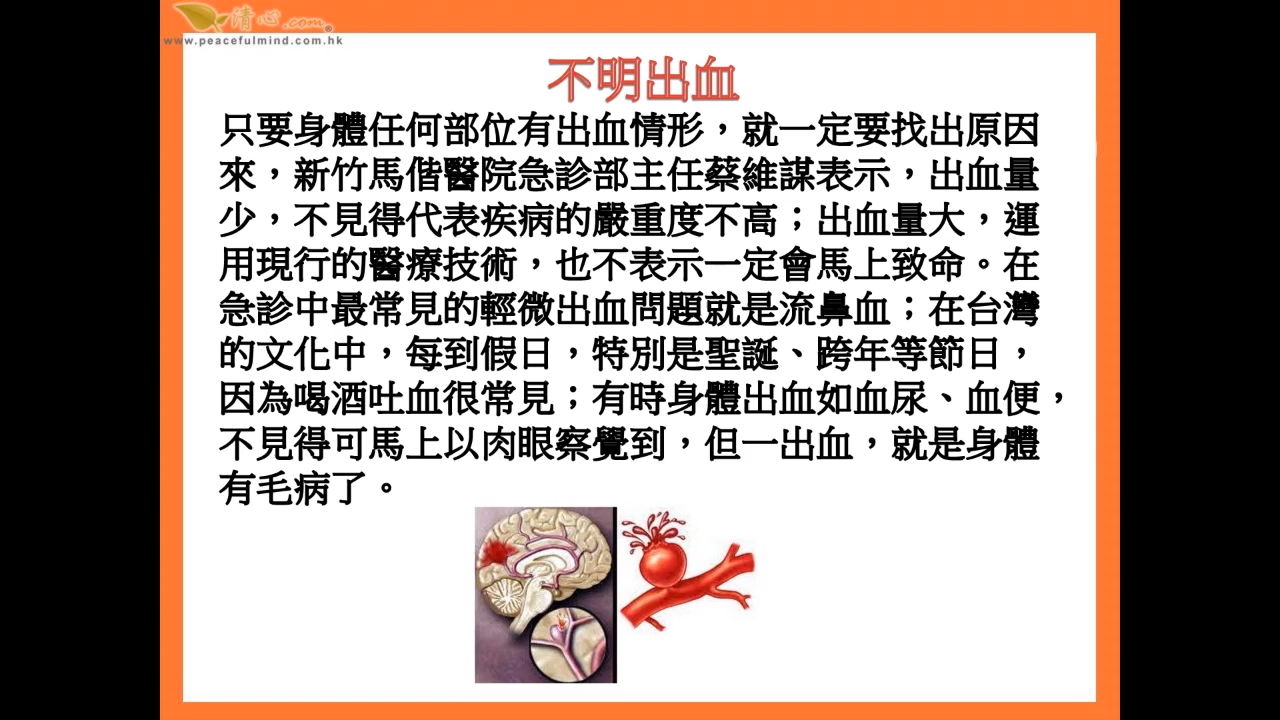 清心.com
www.peacefulmind.com.hk
不明出血
只要身體任何部位有出血情形，就一定要找出原因
來，新竹馬偕醫院急診部主任蔡維謀表示，出血量
少，不見得代表疾病的嚴重度不高；出血量大，運
用現行的醫療技術，也不表示一定會馬上致命。在
急診中最常見的輕微出血問題就是流鼻血；在台灣
的文化中，每到假日，特別是聖誕、跨年等節日，
因為喝酒吐血很常見；有時身體出血如血尿、血便，
不見得可馬上以肉眼察覺到，但一出血，就是身體
有毛病了。